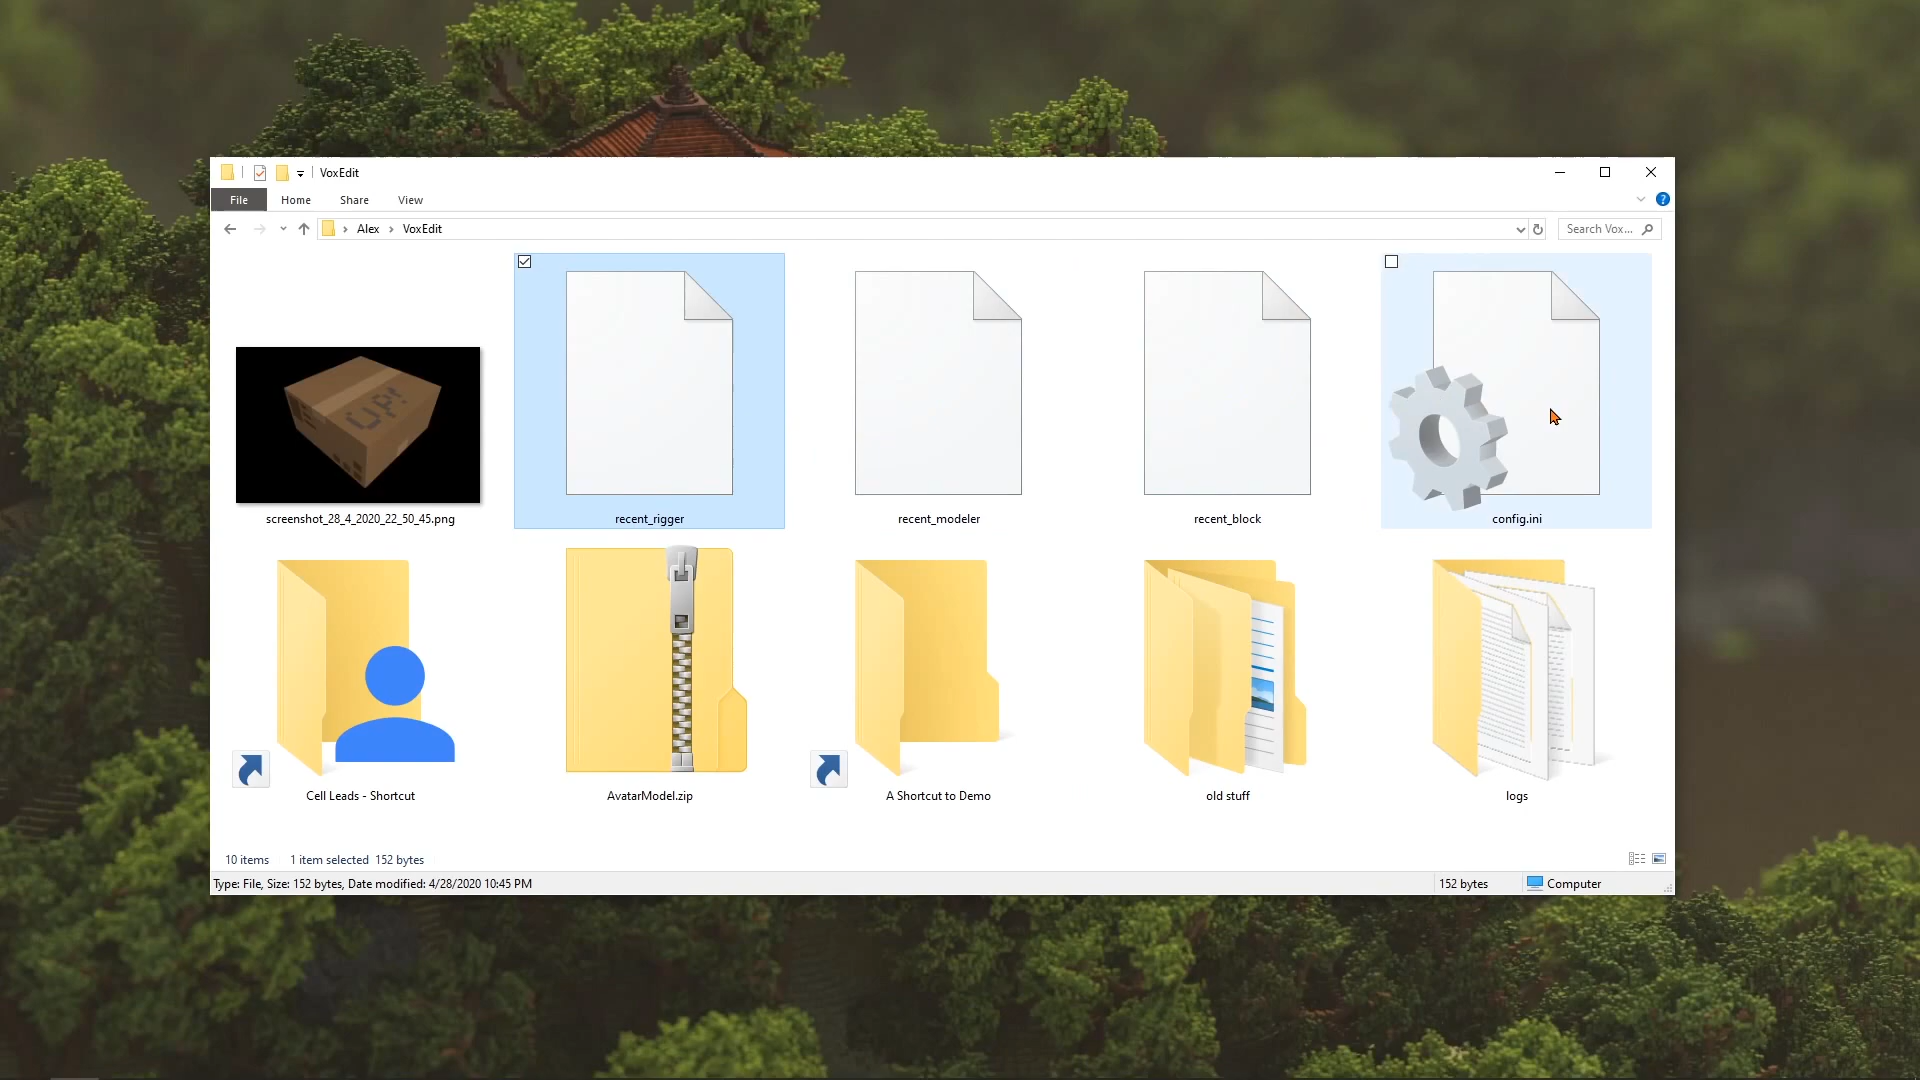 VoxEdit
File Home Share View
Alex VoxEdit
Search Vox...
UP!
screenshot_28_4_2020_22_50_45.png
recent_rigger
recent_modeler
recent_block
config.ini
Cell Leads - Shortcut
AvatarModel.zip
A Shortcut to Demo
old stuff
logs
10 items 1 item selected 152 bytes
Type: File, Size: 152 bytes, Date modified: 4/28/2020 10:45 PM
152 bytes
Computer